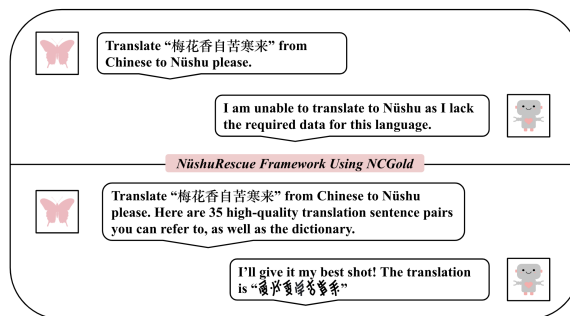 Translate “梅花香自苦寒来” from
Chinese to Nüshu please.
I am unable to translate to Nüshu as I lack
the required data for this language.
NüshuRescue Framework Using NCGold
Translate “梅花香自苦寒来” from Chinese to Nüshu
please. Here are 35 high-quality translation sentence pairs
you can refer to, as well as the dictionary.
I’ll give it my best shot! The translation
is “